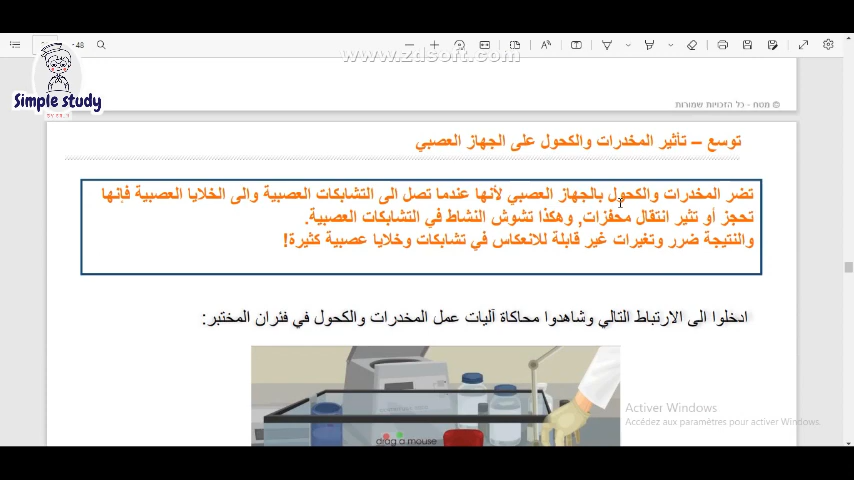 48
www.zdsoft.com
Simple study
© מטח - כל הזכויות שמורות
توسع – تأثير المخدرات والكحول على الجهاز العصبي
تضر المخدرات والكحول بالجهاز العصبي لأنها عندما تصل الى التشابكات العصبية والى الخلايا العصبية فإنها
تحجز أو تثير انتقال محفزات, وهكذا تشوش النشاط في التشابكات العصبية.
والنتيجة ضرر وتغيرات غير قابلة للانعكاس في تشابكات وخلايا عصبية كثيرة!
ادخلوا الى الارتباط التالي وشاهدوا محاكاة آليات عمل المخدرات والكحول في فئران المختبر:
drag a mouse
Activer Windows
Accédez aux paramètres pour activer Windows.